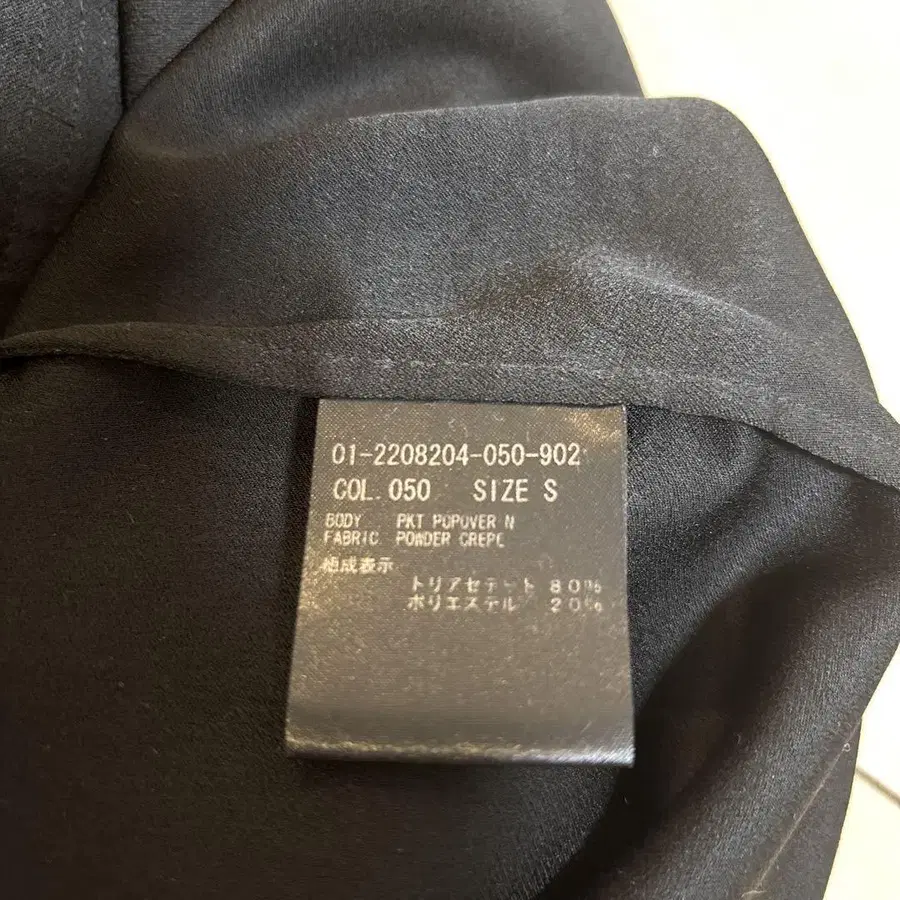 01-2208204-050-902
COL. 050 SIZE S
BODY PKT POPOVER N
FABRIC POWDER CREPE
組成表示
トリアセテート 80%
ポリエステル 20%